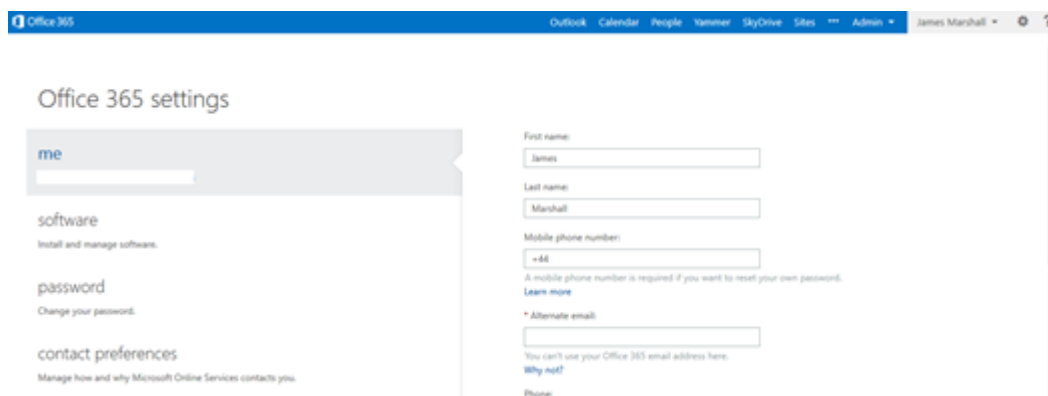 Office 365
Outlook Calendar People Yammer SkyDrive Sites ••• Admin James Marshall ?
Office 365 settings
me
software
Install and manage software.
password
Change your password.
contact preferences
Manage how and why Microsoft Online Services contacts you.
First name:
James
Last name:
Marshall
Mobile phone number:
+44
A mobile phone number is required if you want to reset your own password.
Learn more
* Alternate email:
You can't use your Office 365 email address here.
Why not?
Phone: